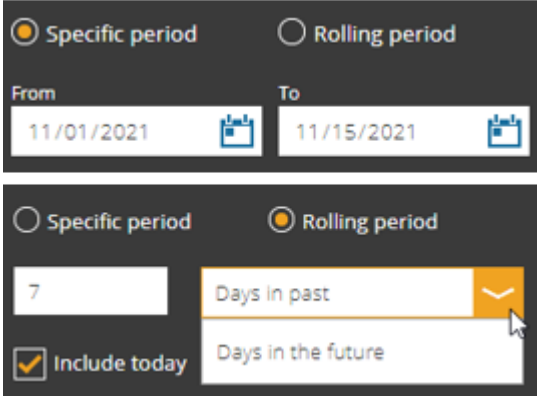 Specific period Rolling period
From To
11/01/2021 11/15/2021
Specific period Rolling period
7 Days in past
Days in the future
Include today